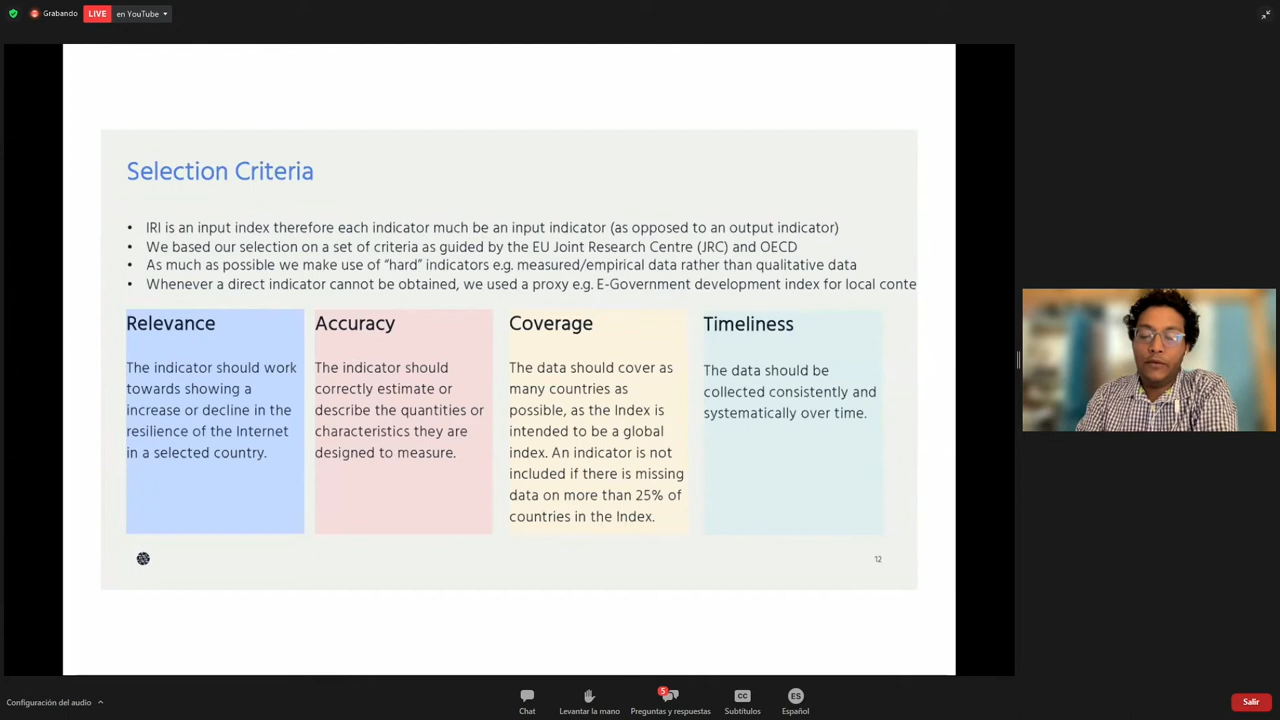 Grabando
LIVE
en YouTube
Selection Criteria
• IRI is an input index therefore each indicator much be an input indicator (as opposed to an output indicator)
• We based our selection on a set of criteria as guided by the EU Joint Research Centre (JRC) and OECD
• As much as possible we make use of “hard” indicators e.g. measured/empirical data rather than qualitative data
• Whenever a direct indicator cannot be obtained, we used a proxy e.g. E-Government development index for local conte
Relevance
The indicator should work
towards showing a
increase or decline in the
resilience of the Internet
in a selected country.
Accuracy
The indicator should
correctly estimate or
describe the quantities or
characteristics they are
designed to measure.
Coverage
The data should cover as
many countries as
possible, as the Index is
intended to be a global
index. An indicator is not
included if there is missing
data on more than 25% of
countries in the Index.
Timeliness
The data should be
collected consistently and
systematically over time.
12
Configuración del audio
Chat
Levantar la mano
5
Preguntas y respuestas
CC
Subtítulos
ES
Español
Salir